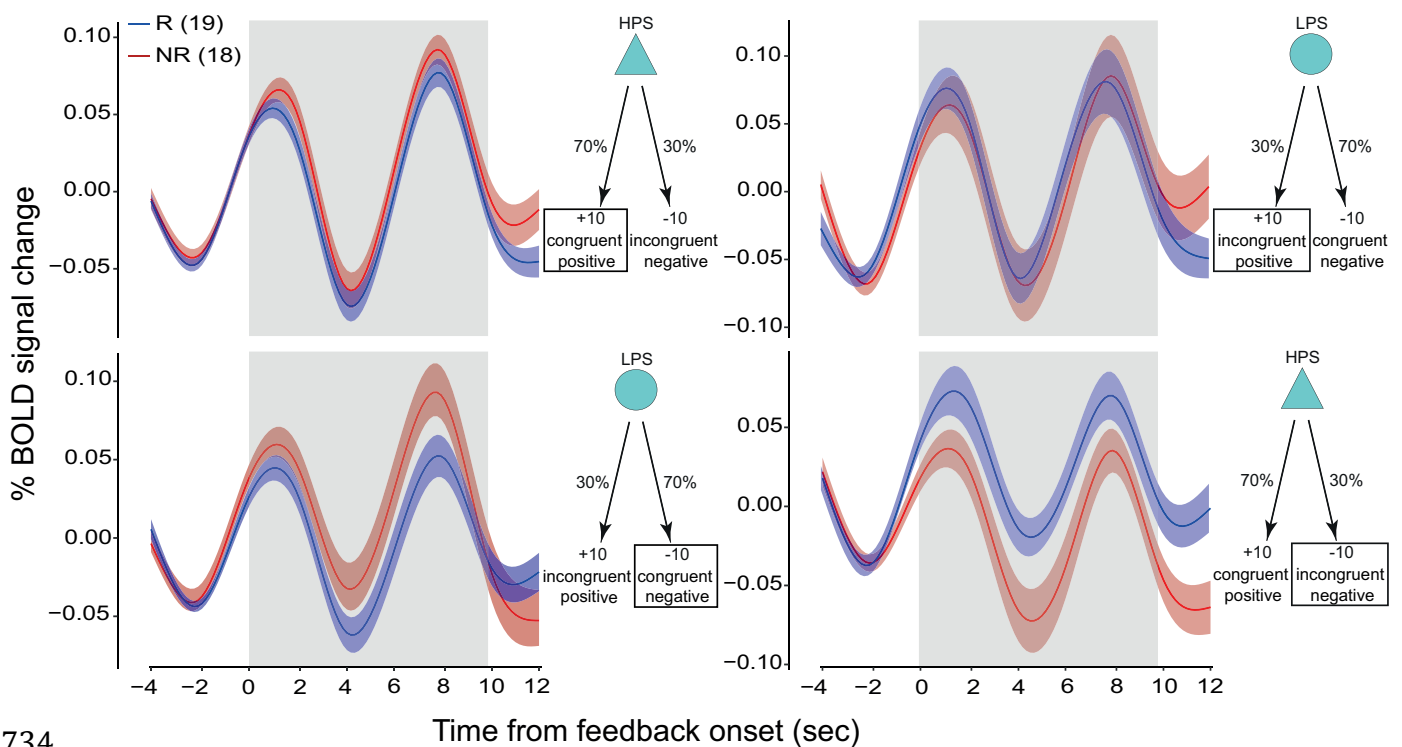 R (19)
NR (18)
% BOLD signal change
0.10
0.05
0.00
−0.05
HPS
70%
30%
+10
-10
congruent
incongruent
positive
negative
0.10
0.05
0.00
−0.05
−0.10
LPS
30%
70%
+10
-10
incongruent
congruent
positive
negative
0.10
0.05
0.00
−0.05
−4
−2
0
2
4
6
8
10
12
LPS
30%
70%
+10
-10
incongruent
congruent
positive
negative
0.05
0.00
−0.05
−0.10
−4
−2
0
2
4
6
8
10
12
HPS
70%
30%
+10
-10
congruent
incongruent
positive
negative
Time from feedback onset (sec)
734